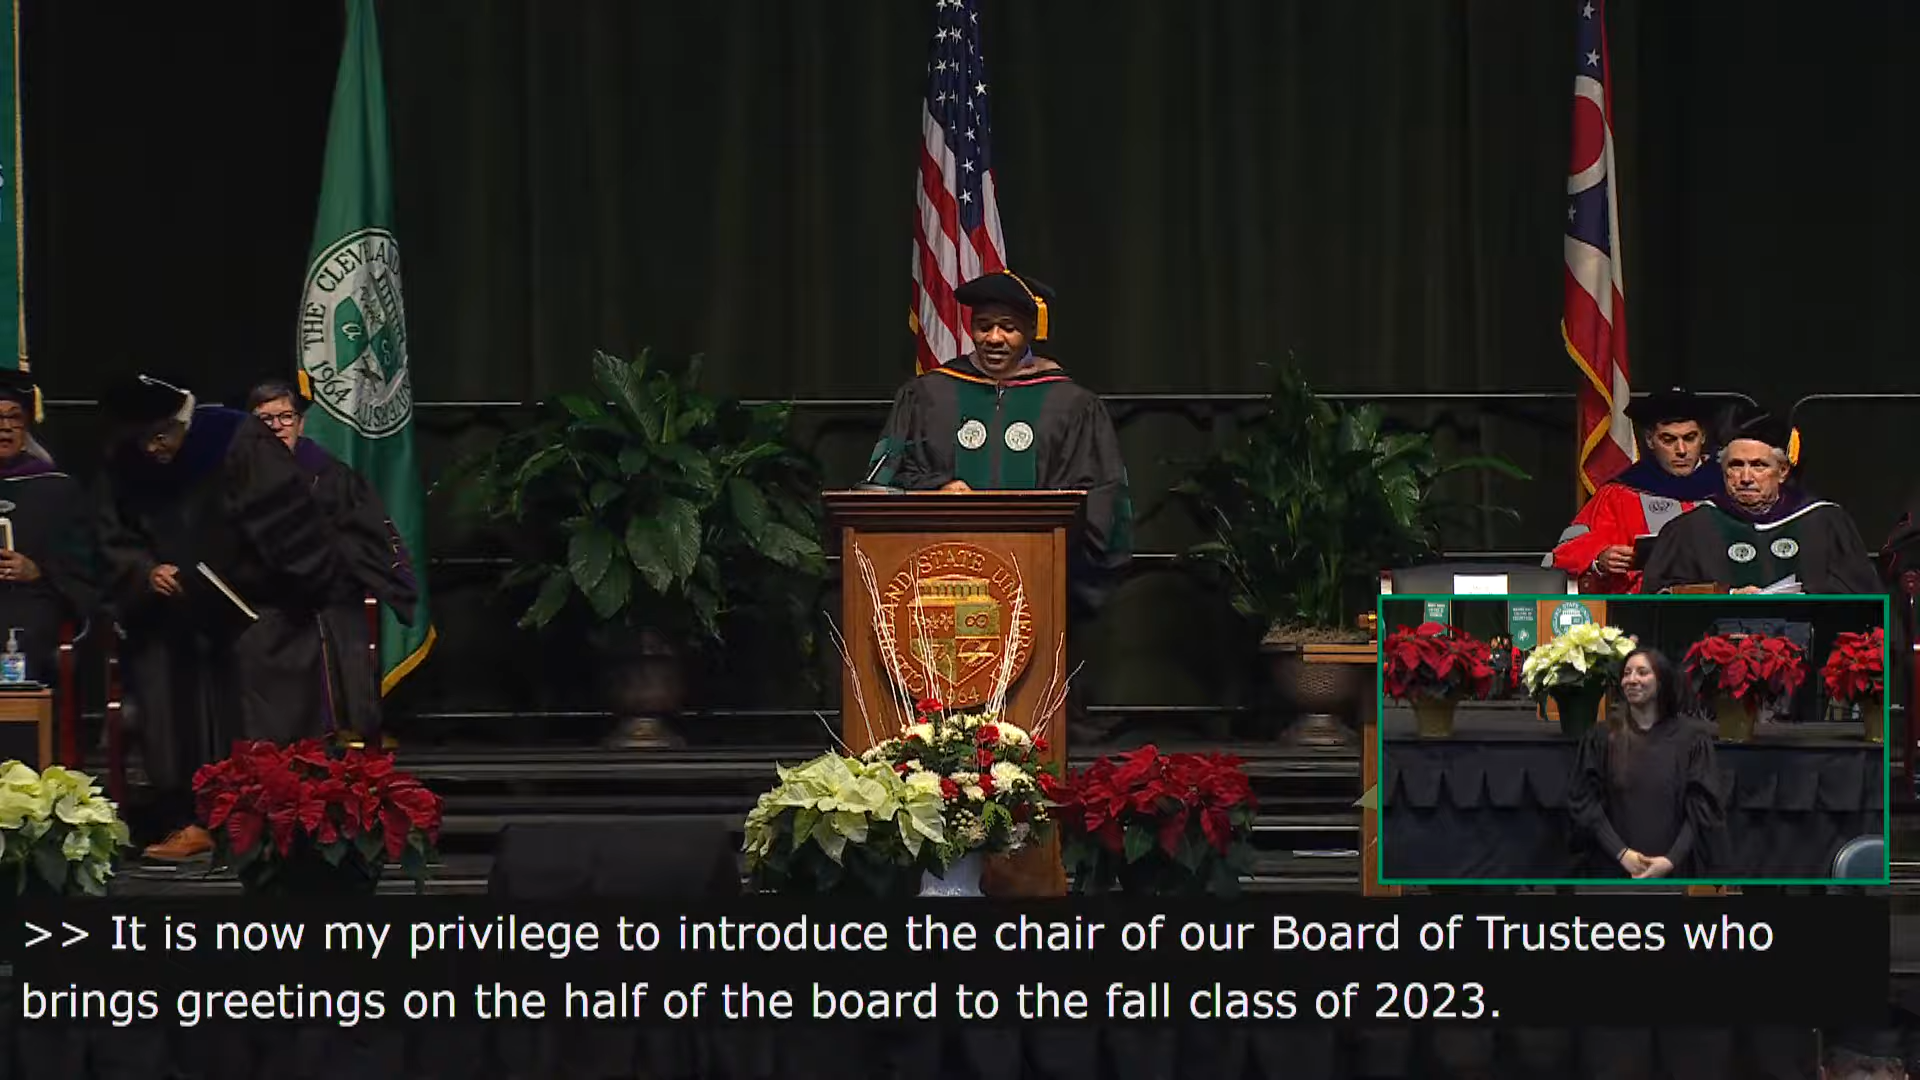 THE CLEVELAND
1964
CLEVELAND STATE UNIVERSITY
1964
>> It is now my privilege to introduce the chair of our Board of Trustees who
brings greetings on the half of the board to the fall class of 2023.